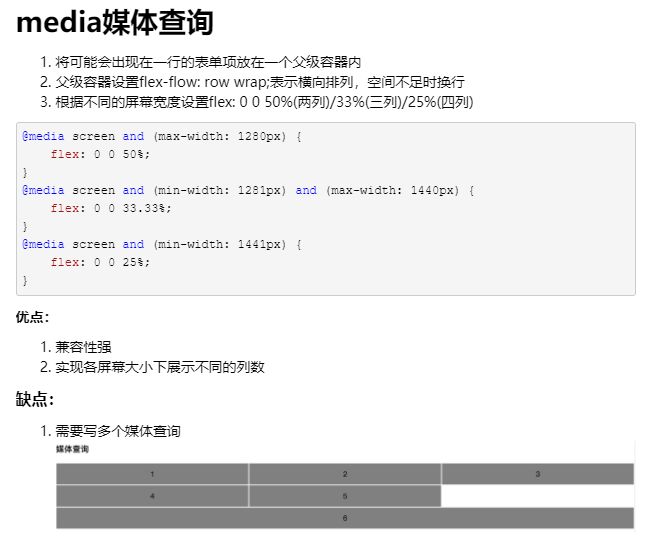 media媒体查询
1. 将可能会出现在一行的表单项放在一个父级容器内
2. 父级容器设置flex-flow: row wrap;表示横向排列，空间不足时换行
3. 根据不同的屏幕宽度设置flex: 0 0 50%(两列)/33%(三列)/25%(四列)
@media screen and (max-width: 1280px) {
    flex: 0 0 50%;
}
@media screen and (min-width: 1281px) and (max-width: 1440px) {
    flex: 0 0 33.33%;
}
@media screen and (min-width: 1441px) {
    flex: 0 0 25%;
}
优点：
1. 兼容性强
2. 实现各屏幕大小下展示不同的列数
缺点：
1. 需要写多个媒体查询
媒体查询
1 2 3
4 5
6